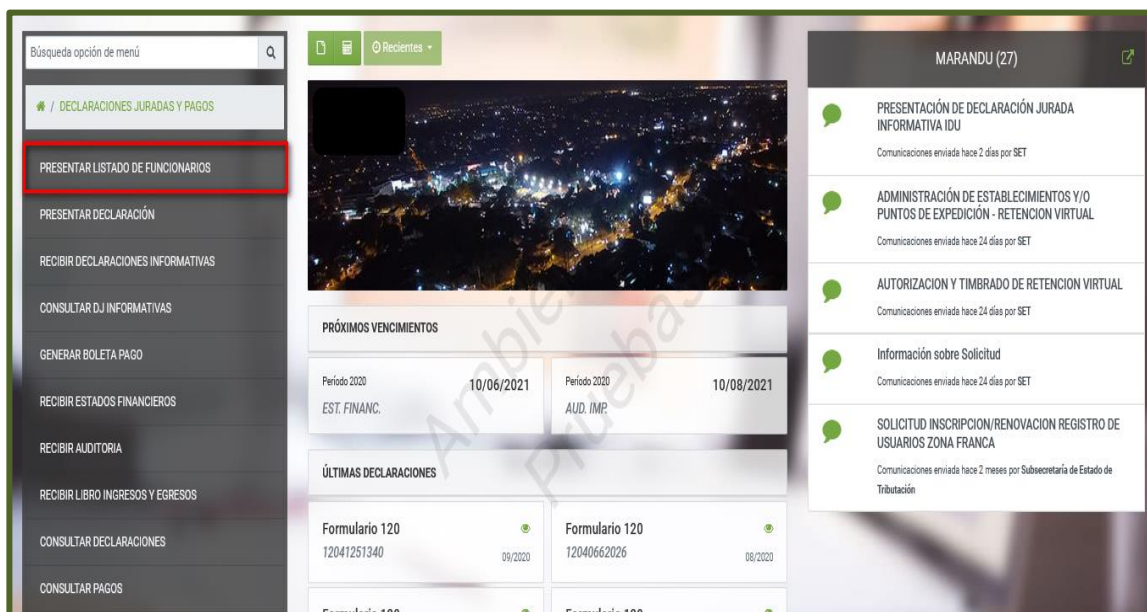 Búsqueda opción de menú
/ DECLARACIONES JURADAS Y PAGOS
PRESENTAR LISTADO DE FUNCIONARIOS
PRESENTAR DECLARACIÓN
RECIBIR DECLARACIONES INFORMATIVAS
CONSULTAR DJ INFORMATIVAS
GENERAR BOLETA PAGO
RECIBIR ESTADOS FINANCIEROS
RECIBIR AUDITORIA
RECIBIR LIBRO INGRESOS Y EGRESOS
CONSULTAR DECLARACIONES
CONSULTAR PAGOS
Recientes
PRÓXIMOS VENCIMIENTOS
Período 2020
10/06/2021
EST. FINANC.
Período 2020
10/08/2021
AUD. IMP.
ÚLTIMAS DECLARACIONES
Formulario 120
12041251340
09/2020
Formulario 120
12040662026
08/2020
Formulario 120
Formulario 120
Ambiente
Pruebas
MARANDU (27)
PRESENTACIÓN DE DECLARACIÓN JURADA
INFORMATIVA IDU
Comunicaciones enviada hace 2 días por SET
ADMINISTRACIÓN DE ESTABLECIMIENTOS Y/O
PUNTOS DE EXPEDICIÓN - RETENCION VIRTUAL
Comunicaciones enviada hace 24 días por SET
AUTORIZACION Y TIMBRADO DE RETENCION VIRTUAL
Comunicaciones enviada hace 24 días por SET
Información sobre Solicitud
Comunicaciones enviada hace 24 días por SET
SOLICITUD INSCRIPCION/RENOVACION REGISTRO DE
USUARIOS ZONA FRANCA
Comunicaciones enviada hace 2 meses por Subsecretaría de Estado de
Tributación